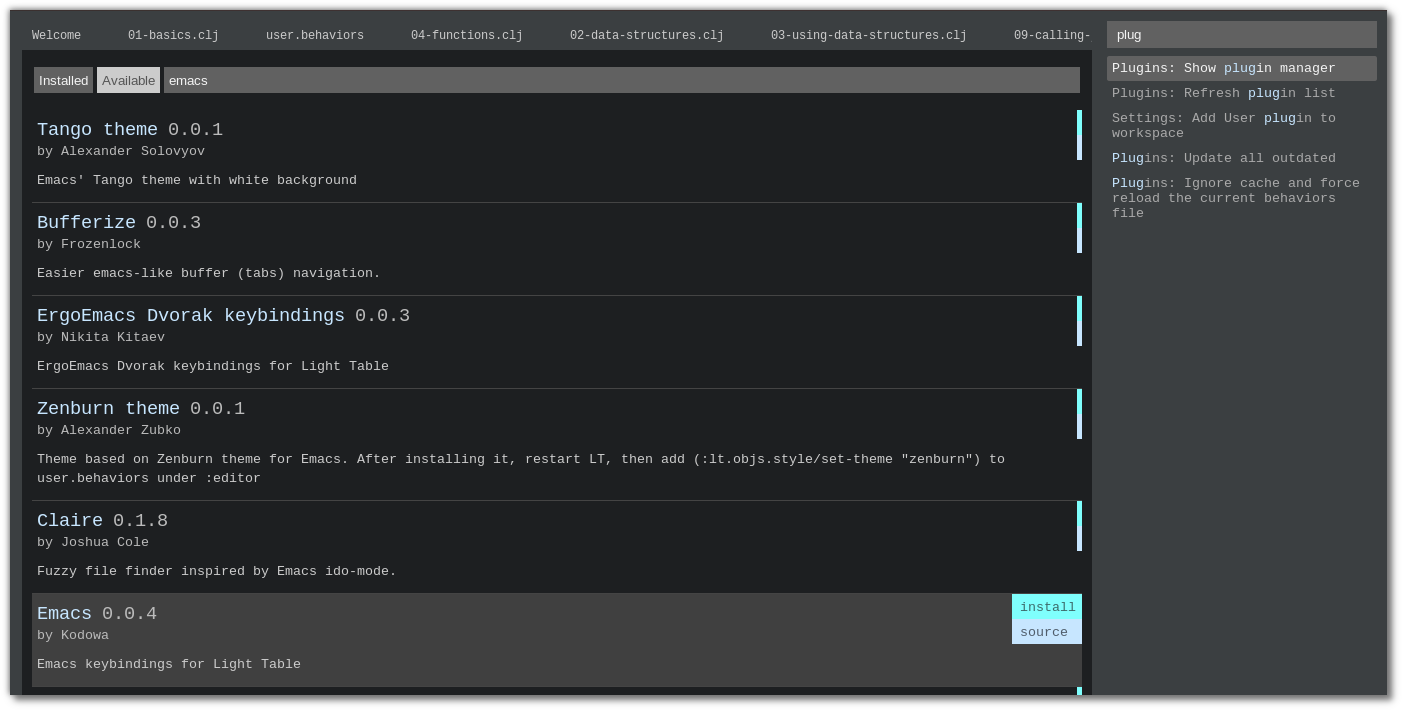 Welcome 01-basics.clj user.behaviors 04-functions.clj 02-data-structures.clj 03-using-data-structures.clj 09-calling-
Installed Available emacs
Tango theme 0.0.1
by Alexander Solovyov
Emacs' Tango theme with white background
Bufferize 0.0.3
by Frozenlock
Easier emacs-like buffer (tabs) navigation.
ErgoEmacs Dvorak keybindings 0.0.3
by Nikita Kitaev
ErgoEmacs Dvorak keybindings for Light Table
Zenburn theme 0.0.1
by Alexander Zubko
Theme based on Zenburn theme for Emacs. After installing it, restart LT, then add (:lt.objs.style/set-theme "zenburn") to
user.behaviors under :editor
Claire 0.1.8
by Joshua Cole
Fuzzy file finder inspired by Emacs ido-mode.
Emacs 0.0.4
by Kodowa
Emacs keybindings for Light Table
install
source
plug
Plugins: Show plugin manager
Plugins: Refresh plugin list
Settings: Add User plugin to
workspace
Plugins: Update all outdated
Plugins: Ignore cache and force
reload the current behaviors
file